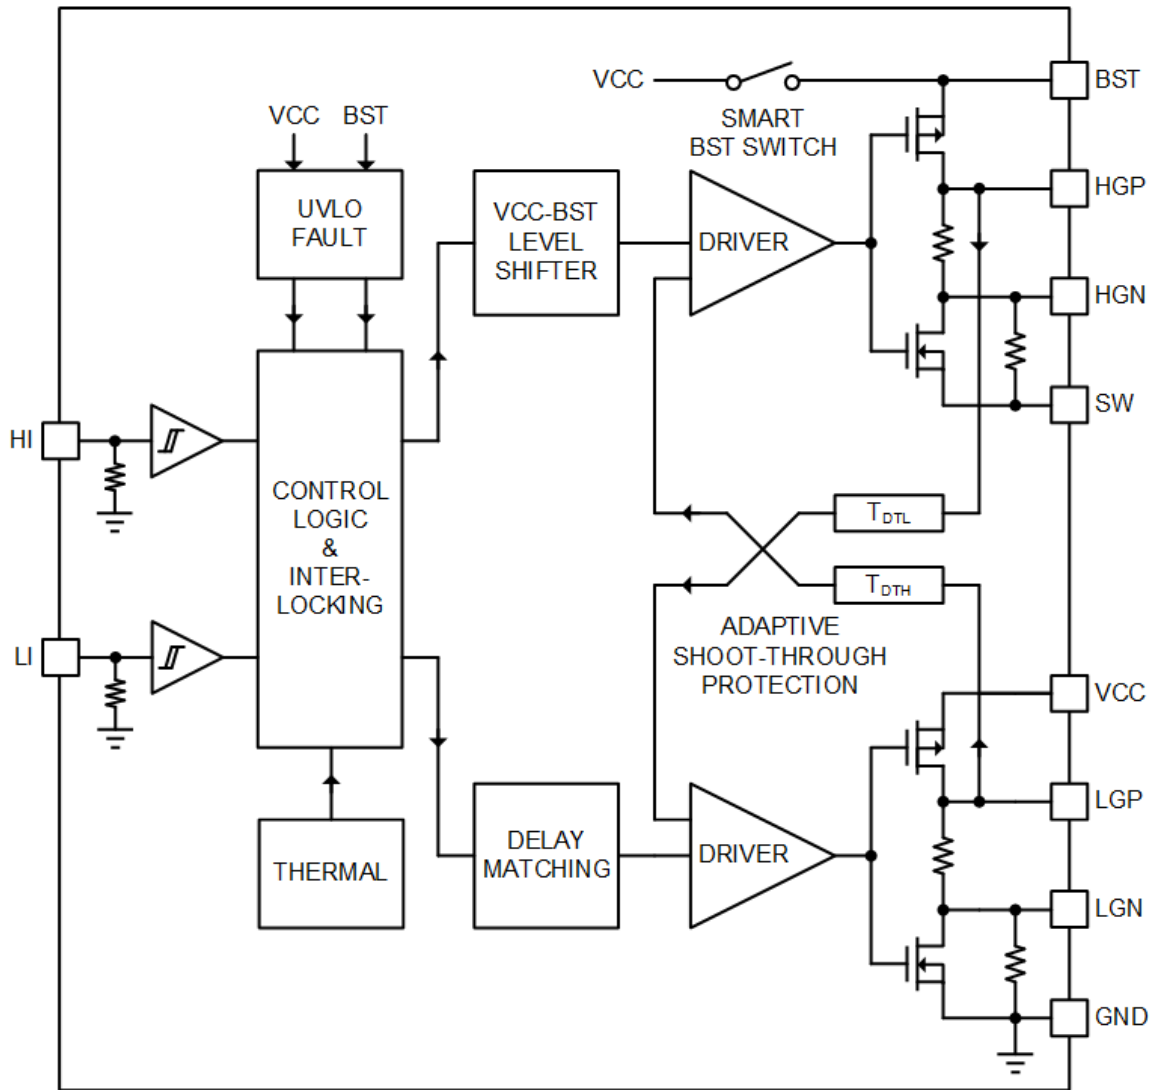 VCC
SMART
BST SWITCH
BST
VCC
BST
UVLO
FAULT
VCC-BST
LEVEL
SHIFTER
DRIVER
HGP
HGN
SW
HI
CONTROL
LOGIC
&
INTER-
LOCKING
TDTL
TDTH
ADAPTIVE
SHOOT-THROUGH
PROTECTION
LI
VCC
LGP
THERMAL
DELAY
MATCHING
DRIVER
LGN
GND